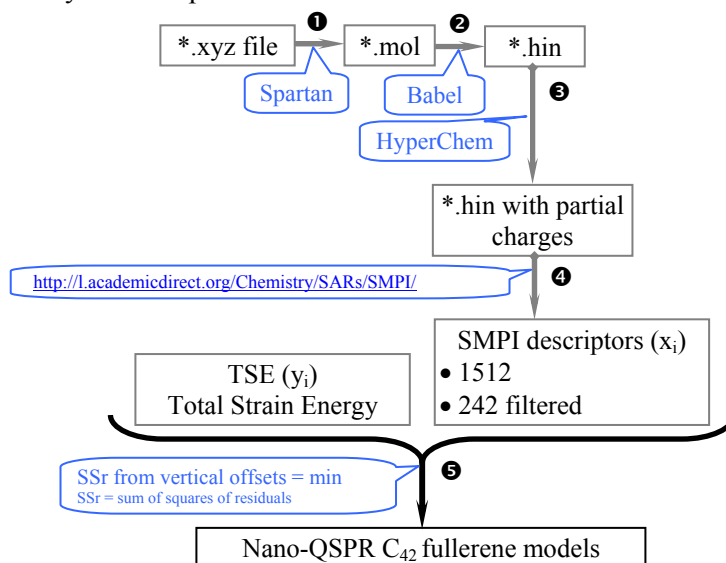 ❶
❷
*.xyz file
*.mol
*.hin
Spartan
Babel
❸
HyperChem
*.hin with partial
charges
http://l.academicdirect.org/Chemistry/SARs/SMPI/
❹
SMPI descriptors (xi)
• 1512
• 242 filtered
TSE (yi)
Total Strain Energy
SSr from vertical offsets = min
SSr = sum of squares of residuals
❺
Nano-QSPR C42 fullerene models